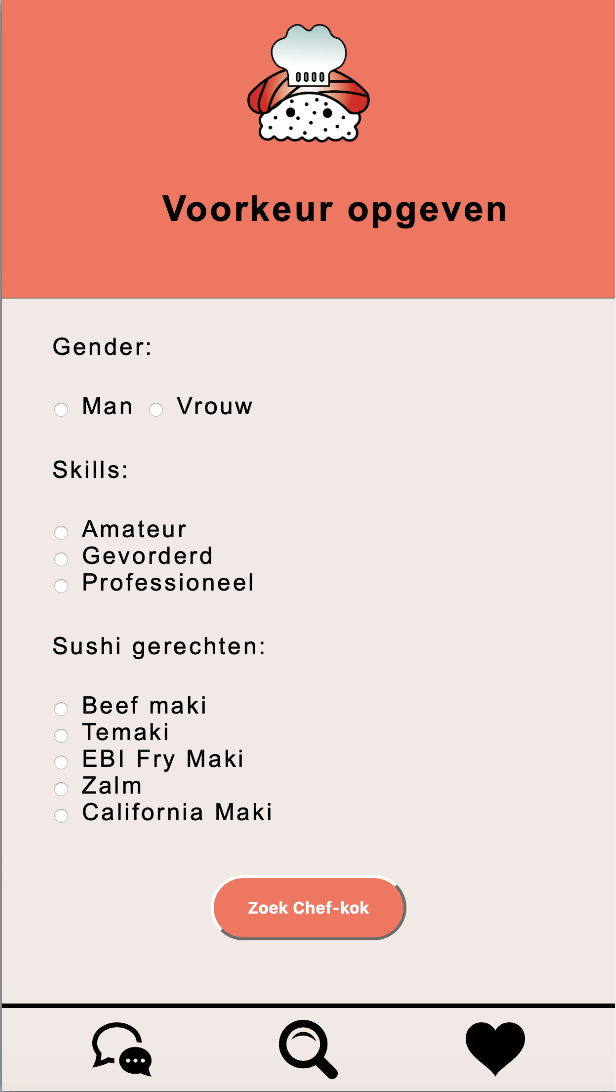 Voorkeur opgeven
Gender:
Man Vrouw
Skills:
Amateur
Gevorderd
Professioneel
Sushi gerechten:
Beef maki
Temaki
EBI Fry Maki
Zalm
California Maki
Zoek Chef-kok